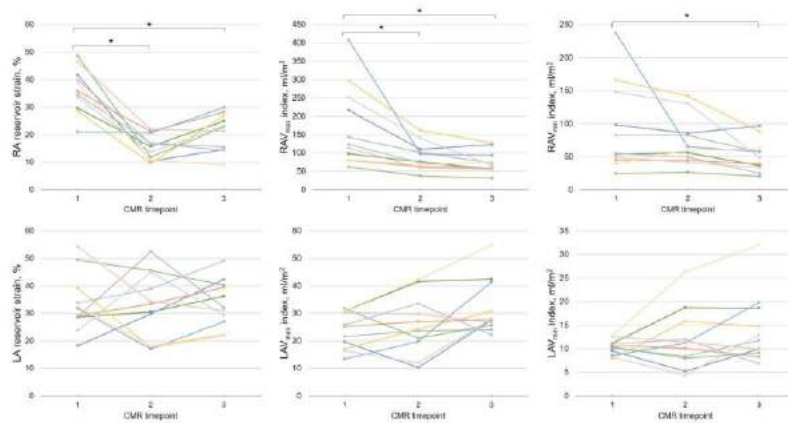 RA reservoir strain, %
60
50
40
30
20
10
0
*
*
1 2 3
CMR timepoint
RAVmax index, ml/m²
450
400
350
300
250
200
150
100
50
0
*
*
1 2 3
CMR timepoint
RAVmin index, ml/m²
250
200
150
100
50
0
*
1 2 3
CMR timepoint
LA reservoir strain, %
60
50
40
30
20
10
0
1 2 3
CMR timepoint
LAVmax index, ml/m²
60
50
40
30
20
10
0
1 2 3
CMR timepoint
LAVmin index, ml/m²
35
30
25
20
15
10
5
0
1 2 3
CMR timepoint